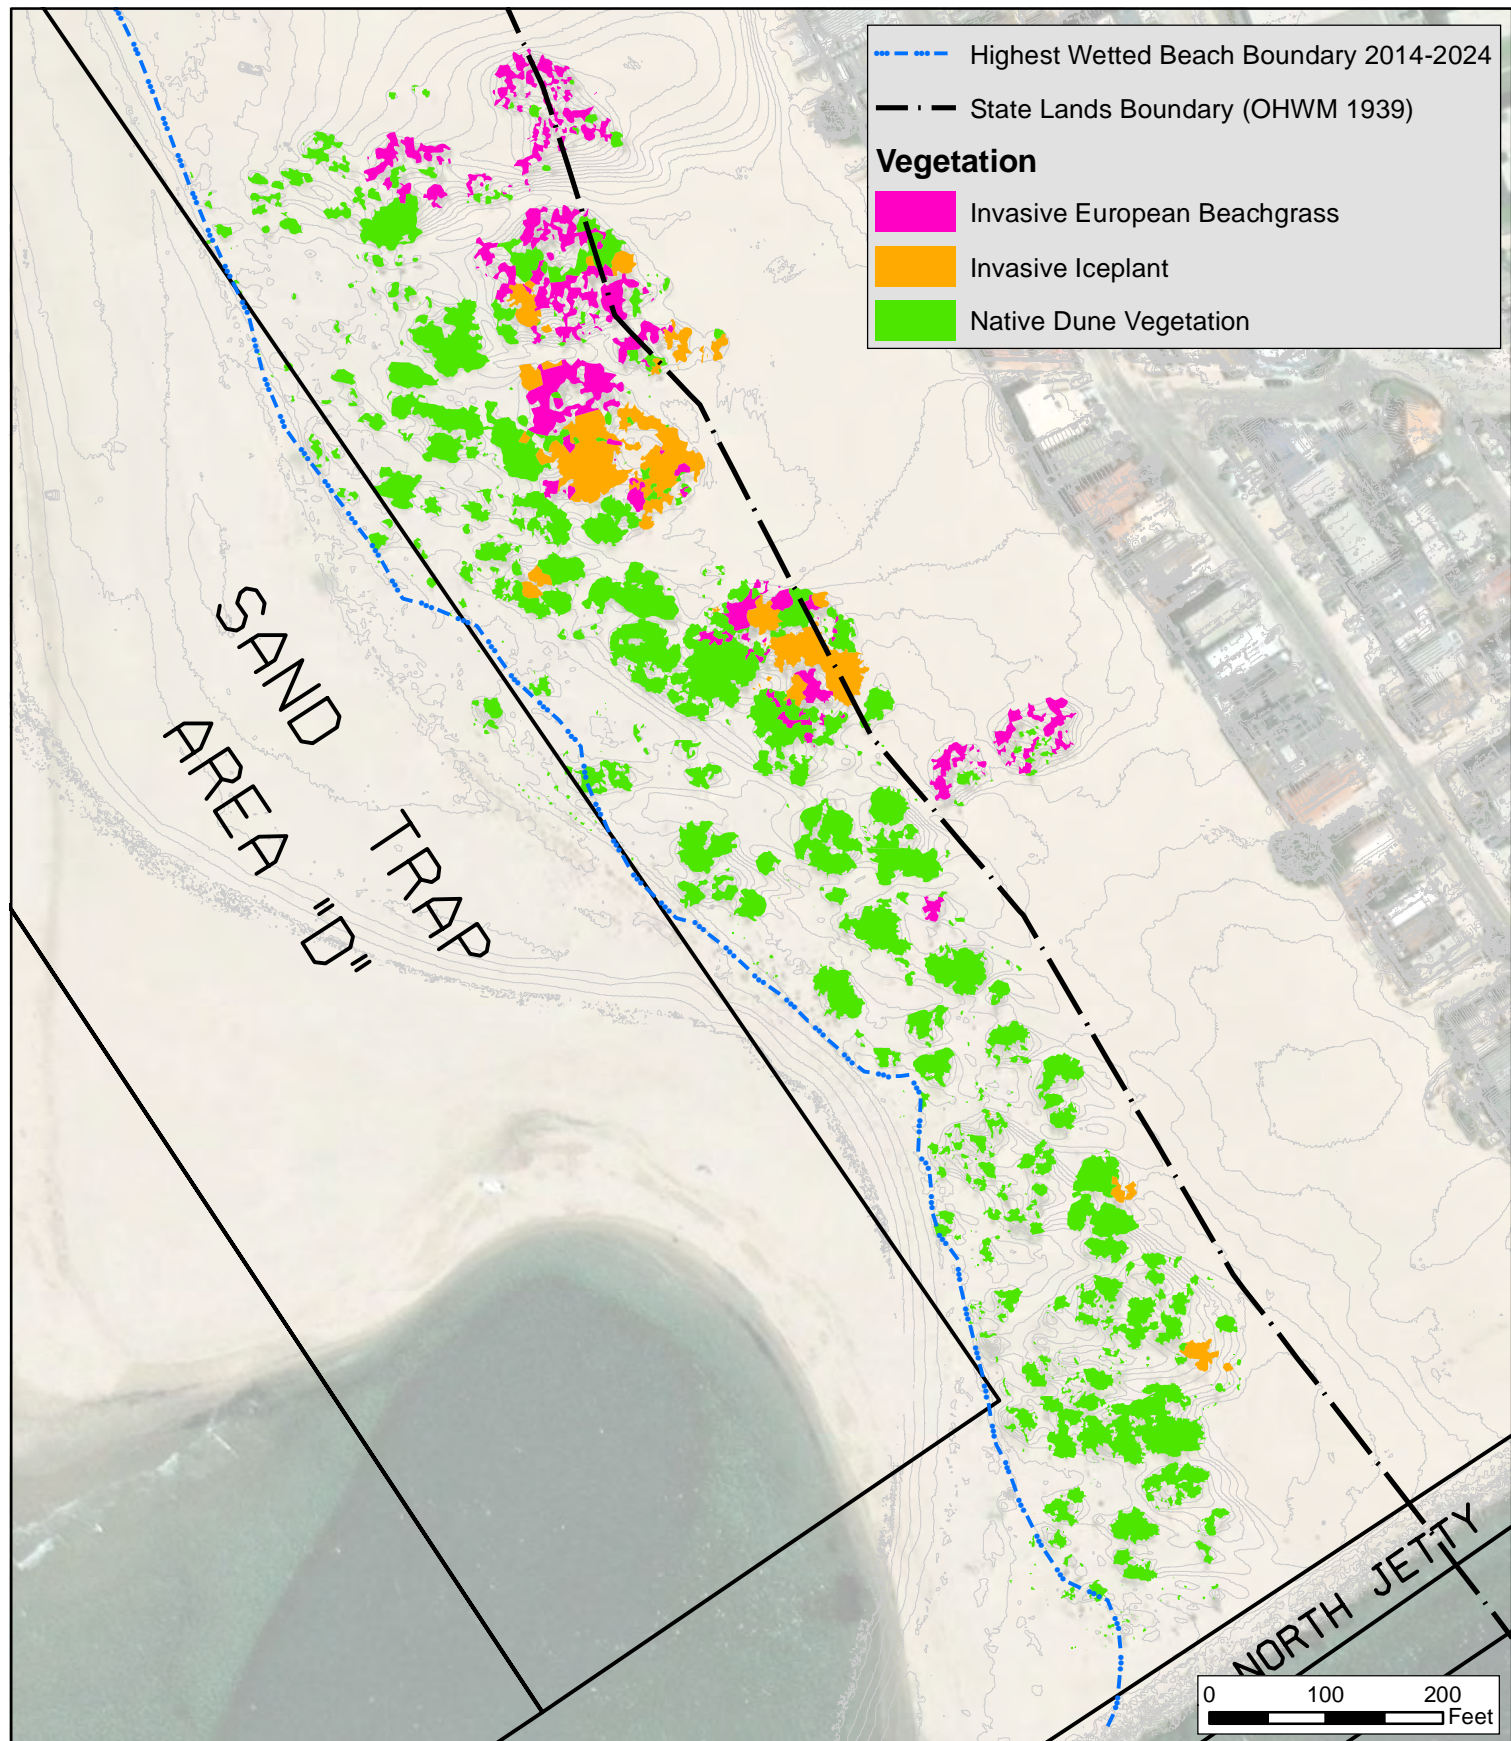 Highest Wetted Beach Boundary 2014-2024
State Lands Boundary (OHWM 1939)
Vegetation
Invasive European Beachgrass
Invasive Iceplant
Native Dune Vegetation
SAND TRAP
AREA "D"
NORTH JETTY
0 100 200
Feet